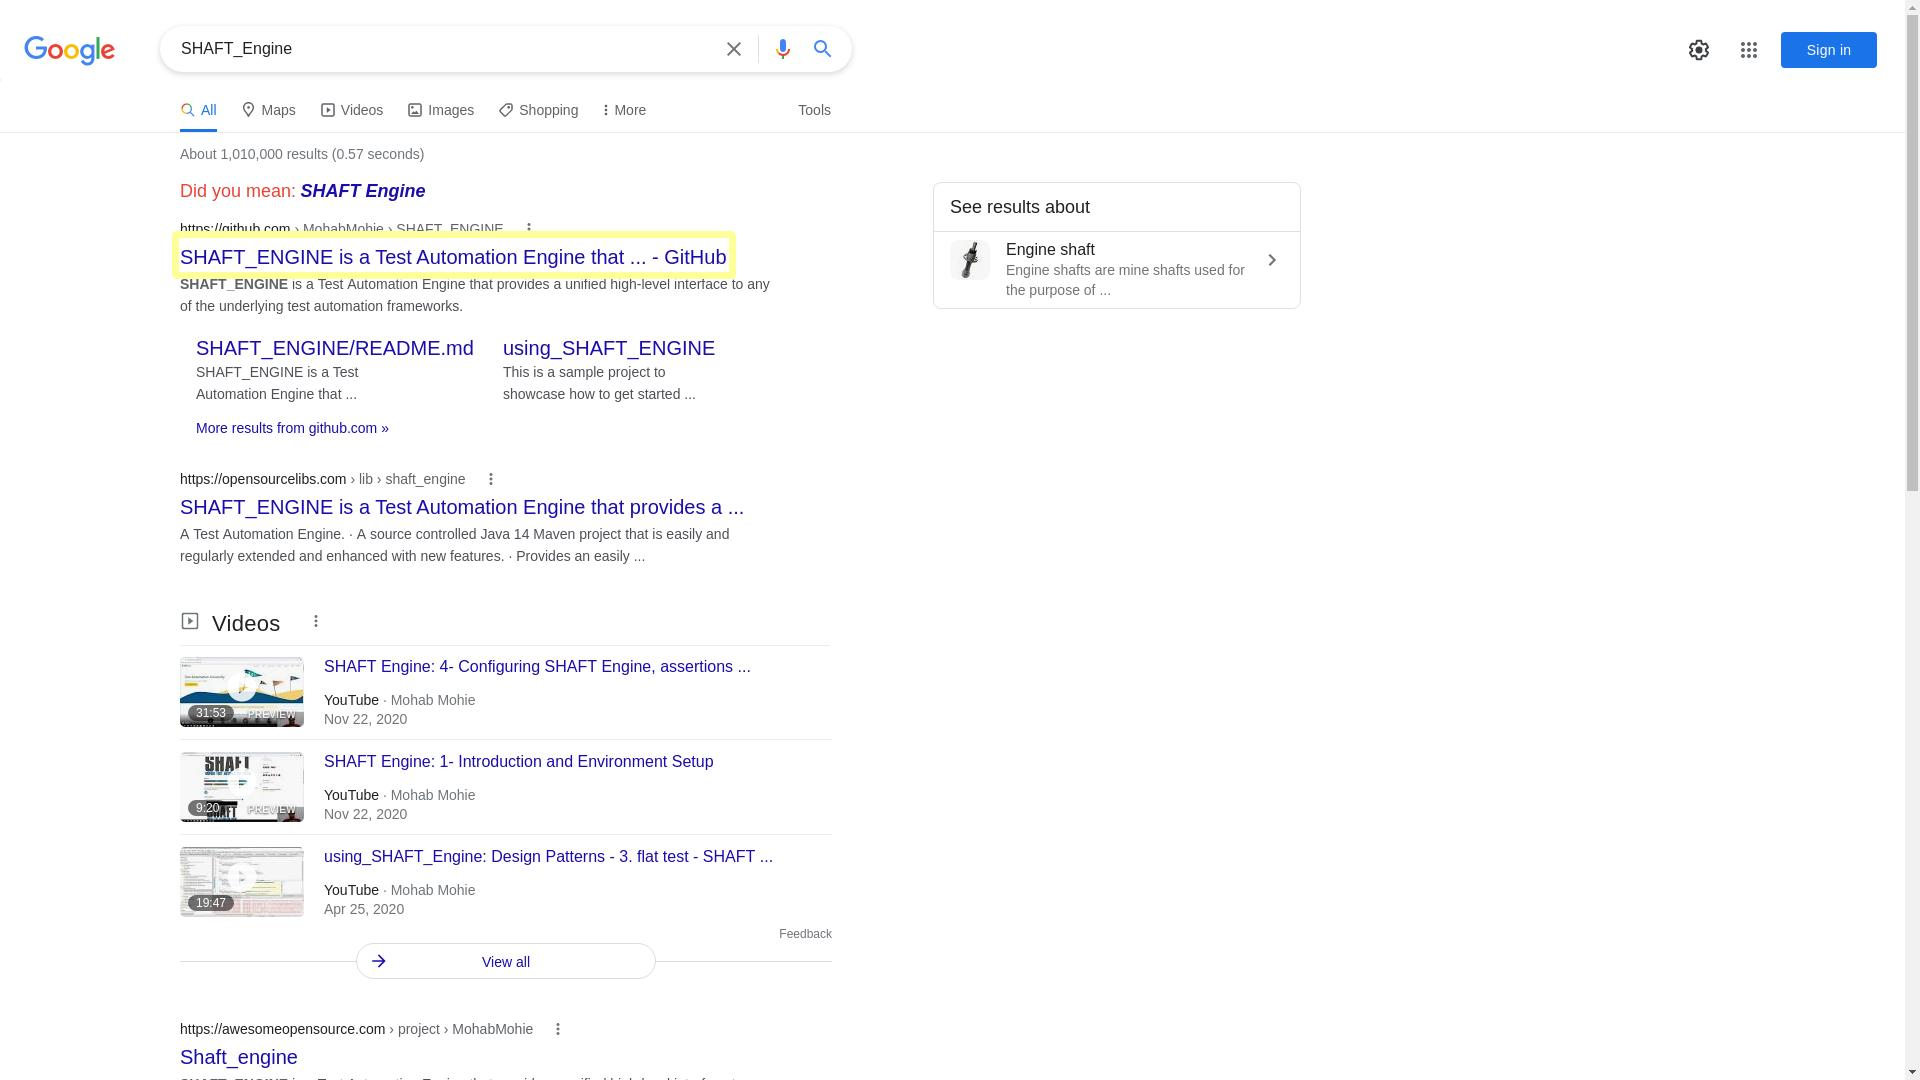 Google
SHAFT_Engine
Sign in
All
Maps
Videos
Images
Shopping
More
Tools
About 1,010,000 results (0.57 seconds)
Did you mean: SHAFT Engine
https://github.com › MohabMohie › SHAFT_ENGINE
SHAFT_ENGINE is a Test Automation Engine that ... - GitHub
SHAFT_ENGINE is a Test Automation Engine that provides a unified high-level interface to any
of the underlying test automation frameworks.
SHAFT_ENGINE/README.md
SHAFT_ENGINE is a Test
Automation Engine that ...
using_SHAFT_ENGINE
This is a sample project to
showcase how to get started ...
More results from github.com »
See results about
Engine shaft
Engine shafts are mine shafts used for
the purpose of ...
https://opensourcelibs.com › lib › shaft_engine
SHAFT_ENGINE is a Test Automation Engine that provides a ...
A Test Automation Engine. · A source controlled Java 14 Maven project that is easily and
regularly extended and enhanced with new features. · Provides an easily ...
Videos
31:53
PREVIEW
SHAFT Engine: 4- Configuring SHAFT Engine, assertions ...
YouTube · Mohab Mohie
Nov 22, 2020
SHAFT
9:20
PREVIEW
SHAFT Engine: 1- Introduction and Environment Setup
YouTube · Mohab Mohie
Nov 22, 2020
19:47
using_SHAFT_Engine: Design Patterns - 3. flat test - SHAFT ...
YouTube · Mohab Mohie
Apr 25, 2020
Feedback
View all
https://awesomeopensource.com › project › MohabMohie
Shaft_engine